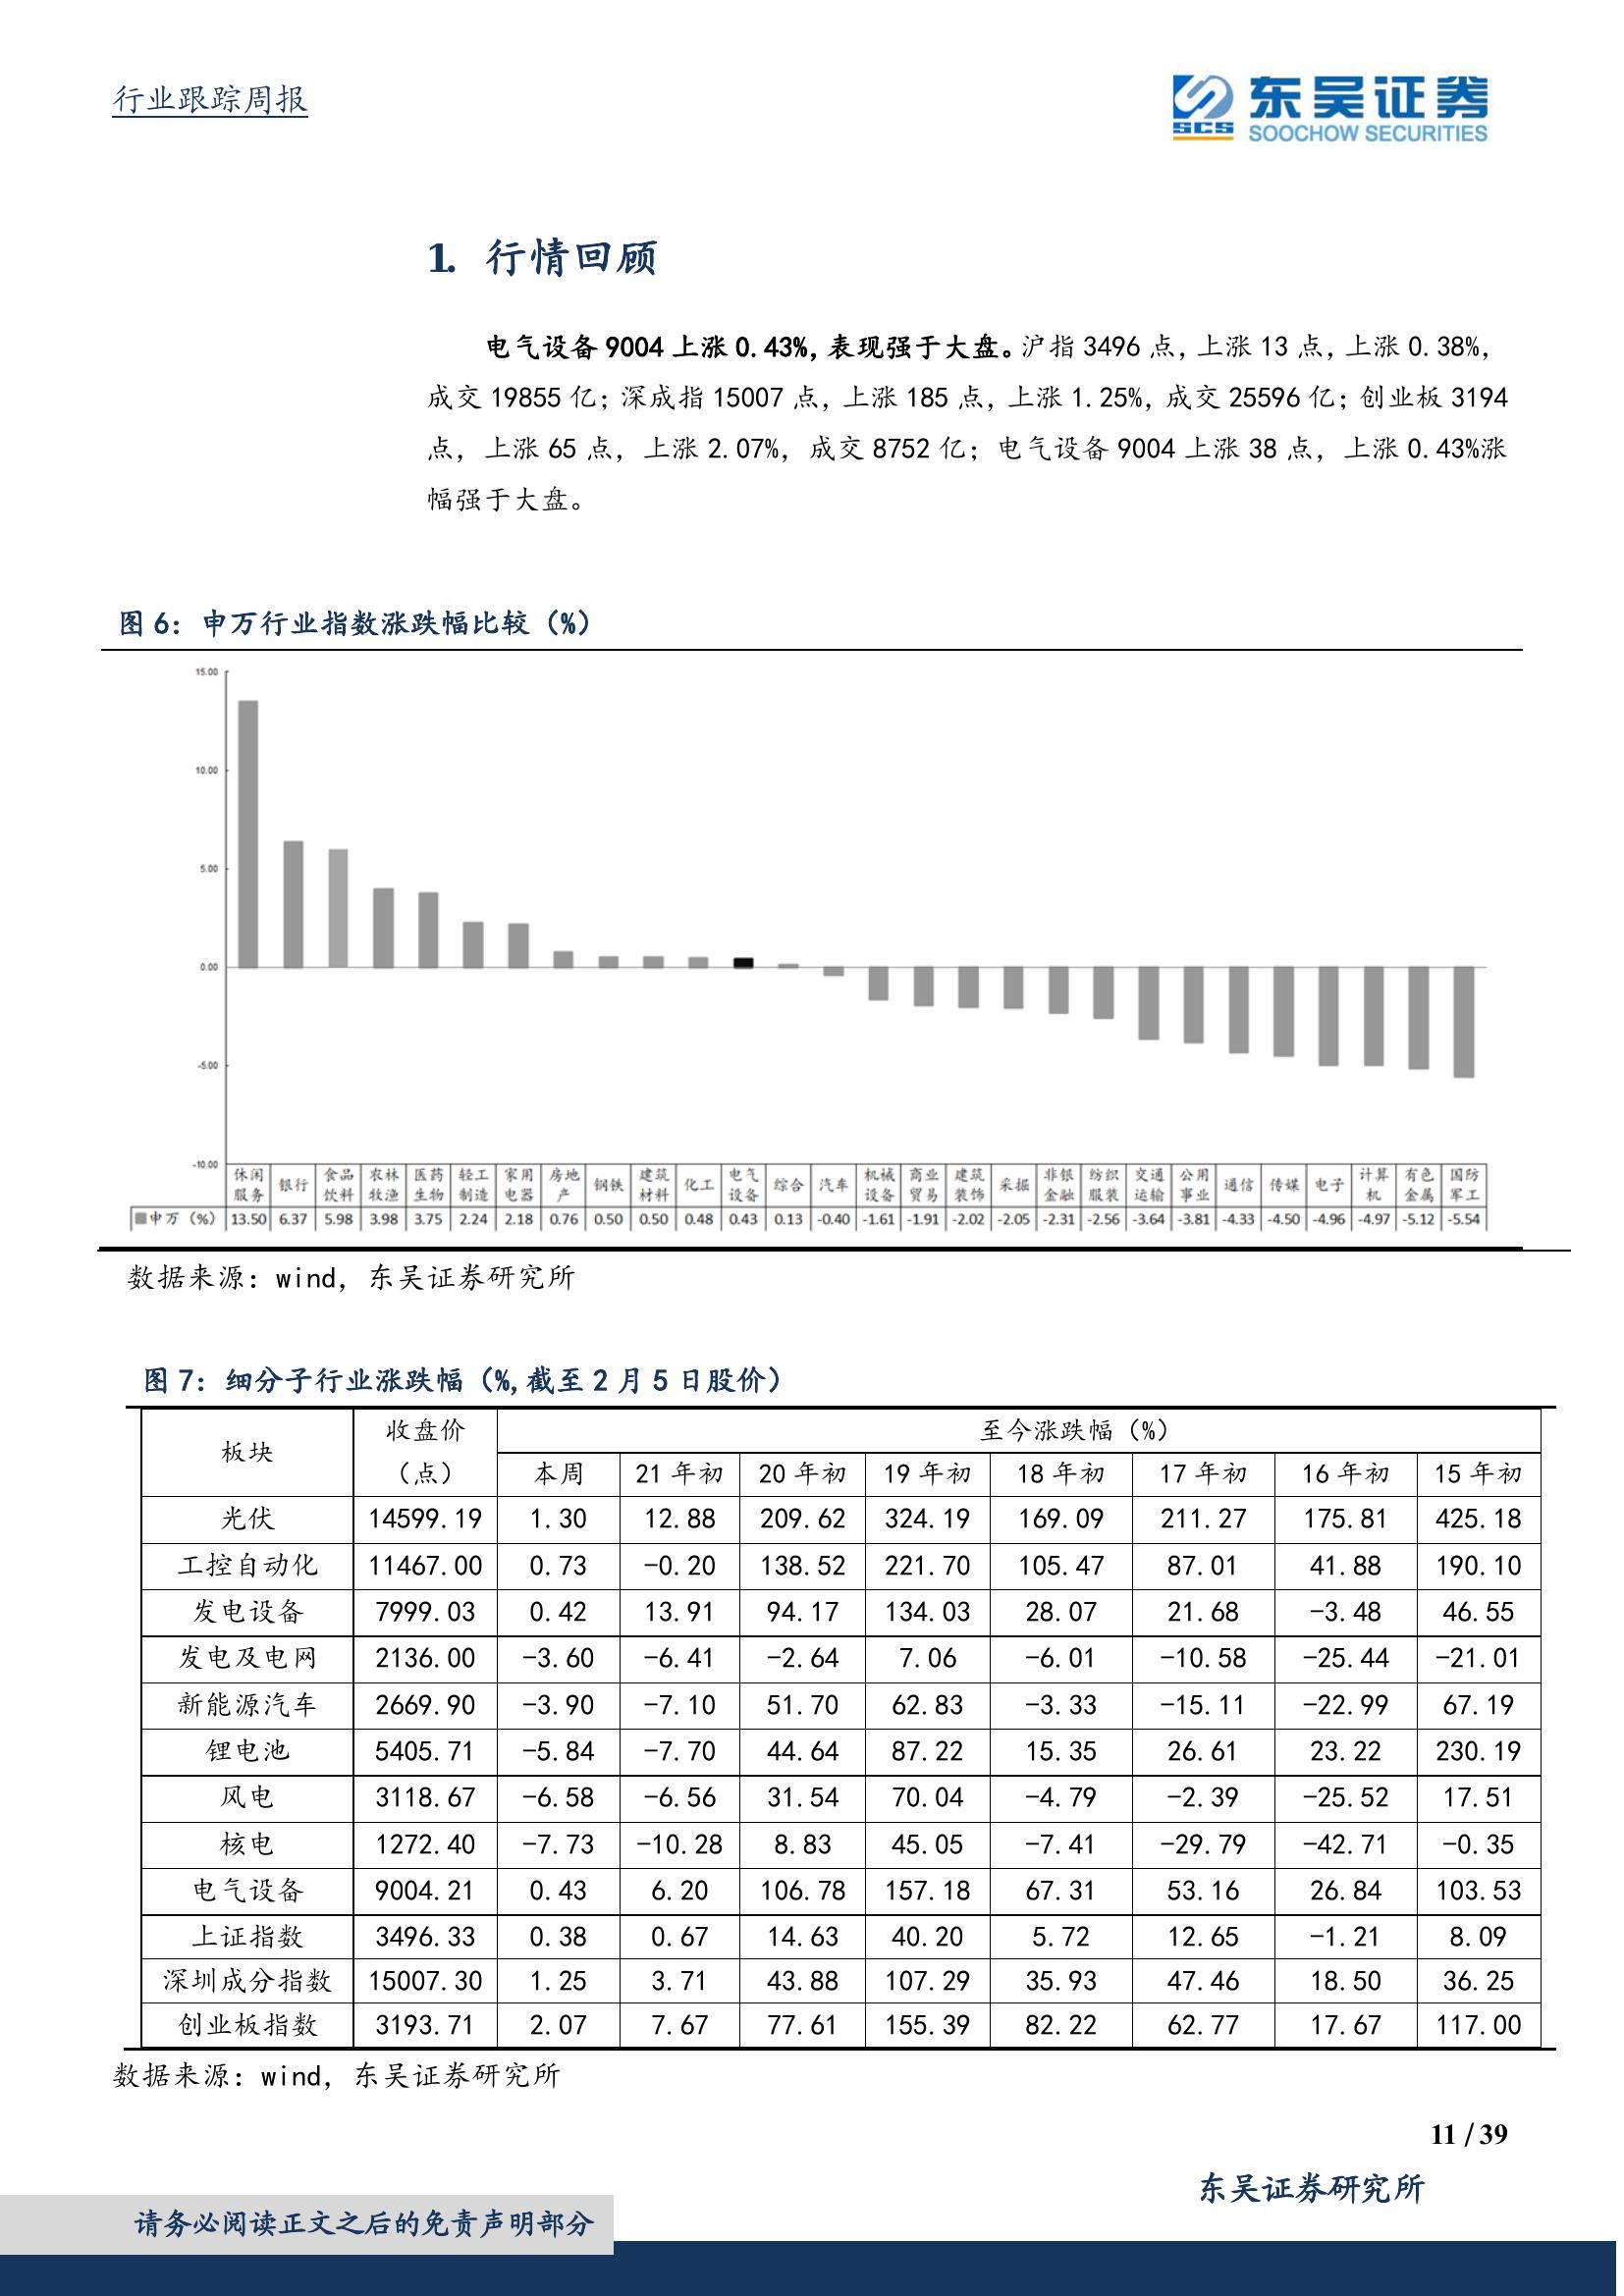 行业跟踪周报
SCS 东吴证券
SOOCHOW SECURITIES
1. 行情回顾
电气设备 9004 上涨 0.43%,表现强于大盘。沪指 3496 点,上涨 13 点,上涨 0.38%,
成交 19855 亿;深成指 15007 点,上涨 185 点,上涨 1.25%,成交 25596 亿;创业板 3194
点,上涨 65 点,上涨 2.07%,成交 8752 亿;电气设备 9004 上涨 38 点,上涨 0.43%涨
幅强于大盘。
图 6:申万行业指数涨跌幅比较(%)
15.00
10.00
5.00
0.00
-5.00
-10.00
休闲服务 银行 食品饮料 农林牧渔 医药生物 轻工制造 家用电器 房地产 钢铁 建筑材料 化工 电气设备 综合 汽车 机械设备 商业贸易 建筑装饰 采掘 非银金融 纺织服装 交通运输 公用事业 通信 传媒 电子 计算机 有色金属 国防军工
申万(%) 13.50 6.37 5.98 3.98 3.75 2.24 2.18 0.76 0.50 0.50 0.48 0.43 0.13 -0.40 -1.61 -1.91 -2.02 -2.05 -2.31 -2.56 -3.64 -3.81 -4.33 -4.50 -4.96 -4.97 -5.12 -5.54
数据来源:wind,东吴证券研究所
图 7:细分子行业涨跌幅(%,截至 2 月 5 日股价)
板块 收盘价(点) 至今涨跌幅(%)
本周 21 年初 20 年初 19 年初 18 年初 17 年初 16 年初 15 年初
光伏 14599.19 1.30 12.88 209.62 324.19 169.09 211.27 175.81 425.18
工控自动化 11467.00 0.73 -0.20 138.52 221.70 105.47 87.01 41.88 190.10
发电设备 7999.03 0.42 13.91 94.17 134.03 28.07 21.68 -3.48 46.55
发电及电网 2136.00 -3.60 -6.41 -2.64 7.06 -6.01 -10.58 -25.44 -21.01
新能源汽车 2669.90 -3.90 -7.10 51.70 62.83 -3.33 -15.11 -22.99 67.19
锂电池 5405.71 -5.84 -7.70 44.64 87.22 15.35 26.61 23.22 230.19
风电 3118.67 -6.58 -6.56 31.54 70.04 -4.79 -2.39 -25.52 17.51
核电 1272.40 -7.73 -10.28 8.83 45.05 -7.41 -29.79 -42.71 -0.35
电气设备 9004.21 0.43 6.20 106.78 157.18 67.31 53.16 26.84 103.53
上证指数 3496.33 0.38 0.67 14.63 40.20 5.72 12.65 -1.21 8.09
深圳成分指数 15007.30 1.25 3.71 43.88 107.29 35.93 47.46 18.50 36.25
创业板指数 3193.71 2.07 7.67 77.61 155.39 82.22 62.77 17.67 117.00
数据来源:wind,东吴证券研究所
11 / 39
东吴证券研究所
请务必阅读正文之后的免责声明部分